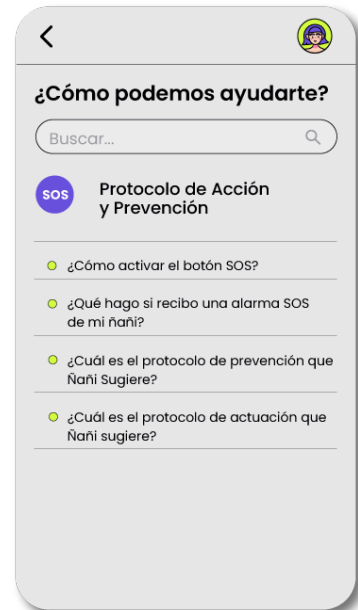 ¿Cómo podemos ayudarte?
Buscar...
SOS
Protocolo de Acción
y Prevención
¿Cómo activar el botón SOS?
¿Qué hago si recibo una alarma SOS
de mi ñañi?
¿Cuál es el protocolo de prevención que
Ñañi Sugiere?
¿Cuál es el protocolo de actuación que
Ñañi sugiere?